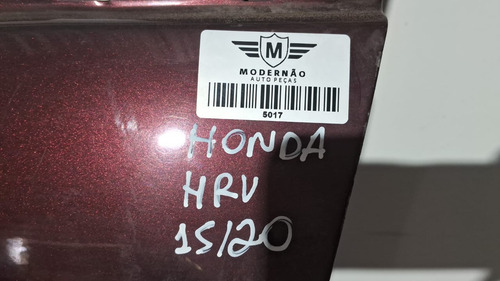 M
MODERNÃO
AUTO PEÇAS
5017
HONDA
HRV
15/20